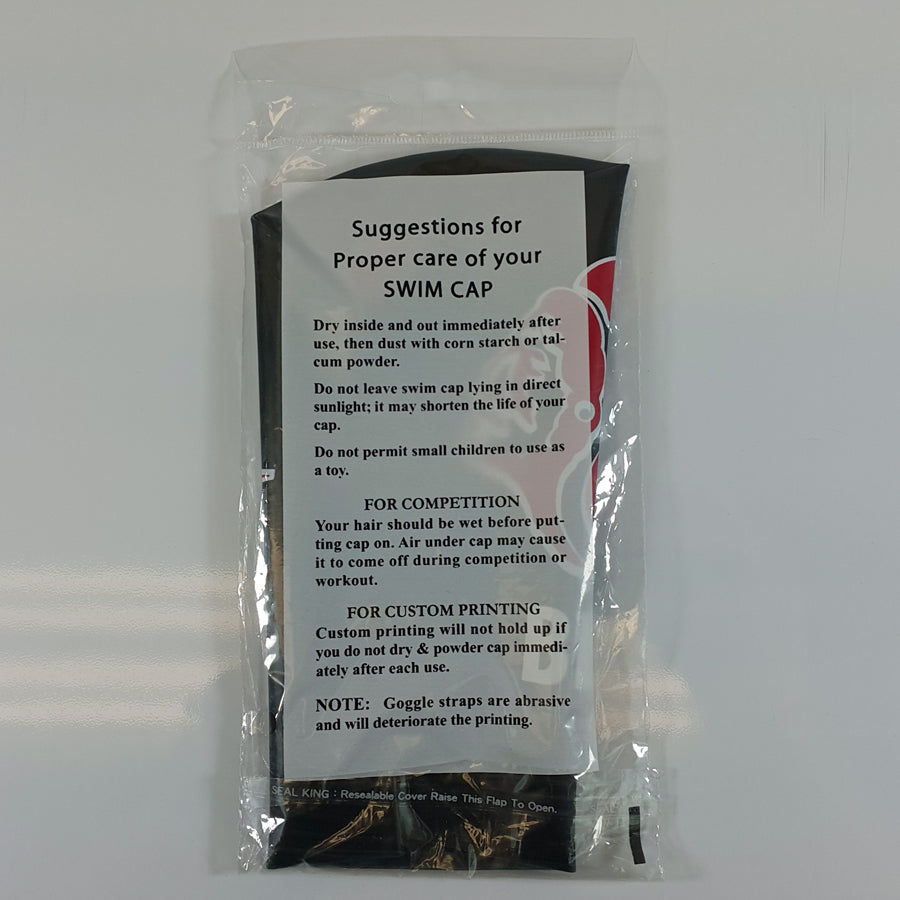 Suggestions for
Proper care of your
SWIM CAP
Dry inside and out immediately after
use, then dust with corn starch or tal-
cum powder.
Do not leave swim cap lying in direct
sunlight; it may shorten the life of your
cap.
Do not permit small children to use as
a toy.
FOR COMPETITION
Your hair should be wet before put-
ting cap on. Air under cap may cause
it to come off during competition or
workout.
FOR CUSTOM PRINTING
Custom printing will not hold up if
you do not dry & powder cap immedi-
ately after each use.
NOTE: Goggle straps are abrasive
and will deteriorate the printing.
B
SEAL KING : Resealable Cover Raise This Flap To Open.